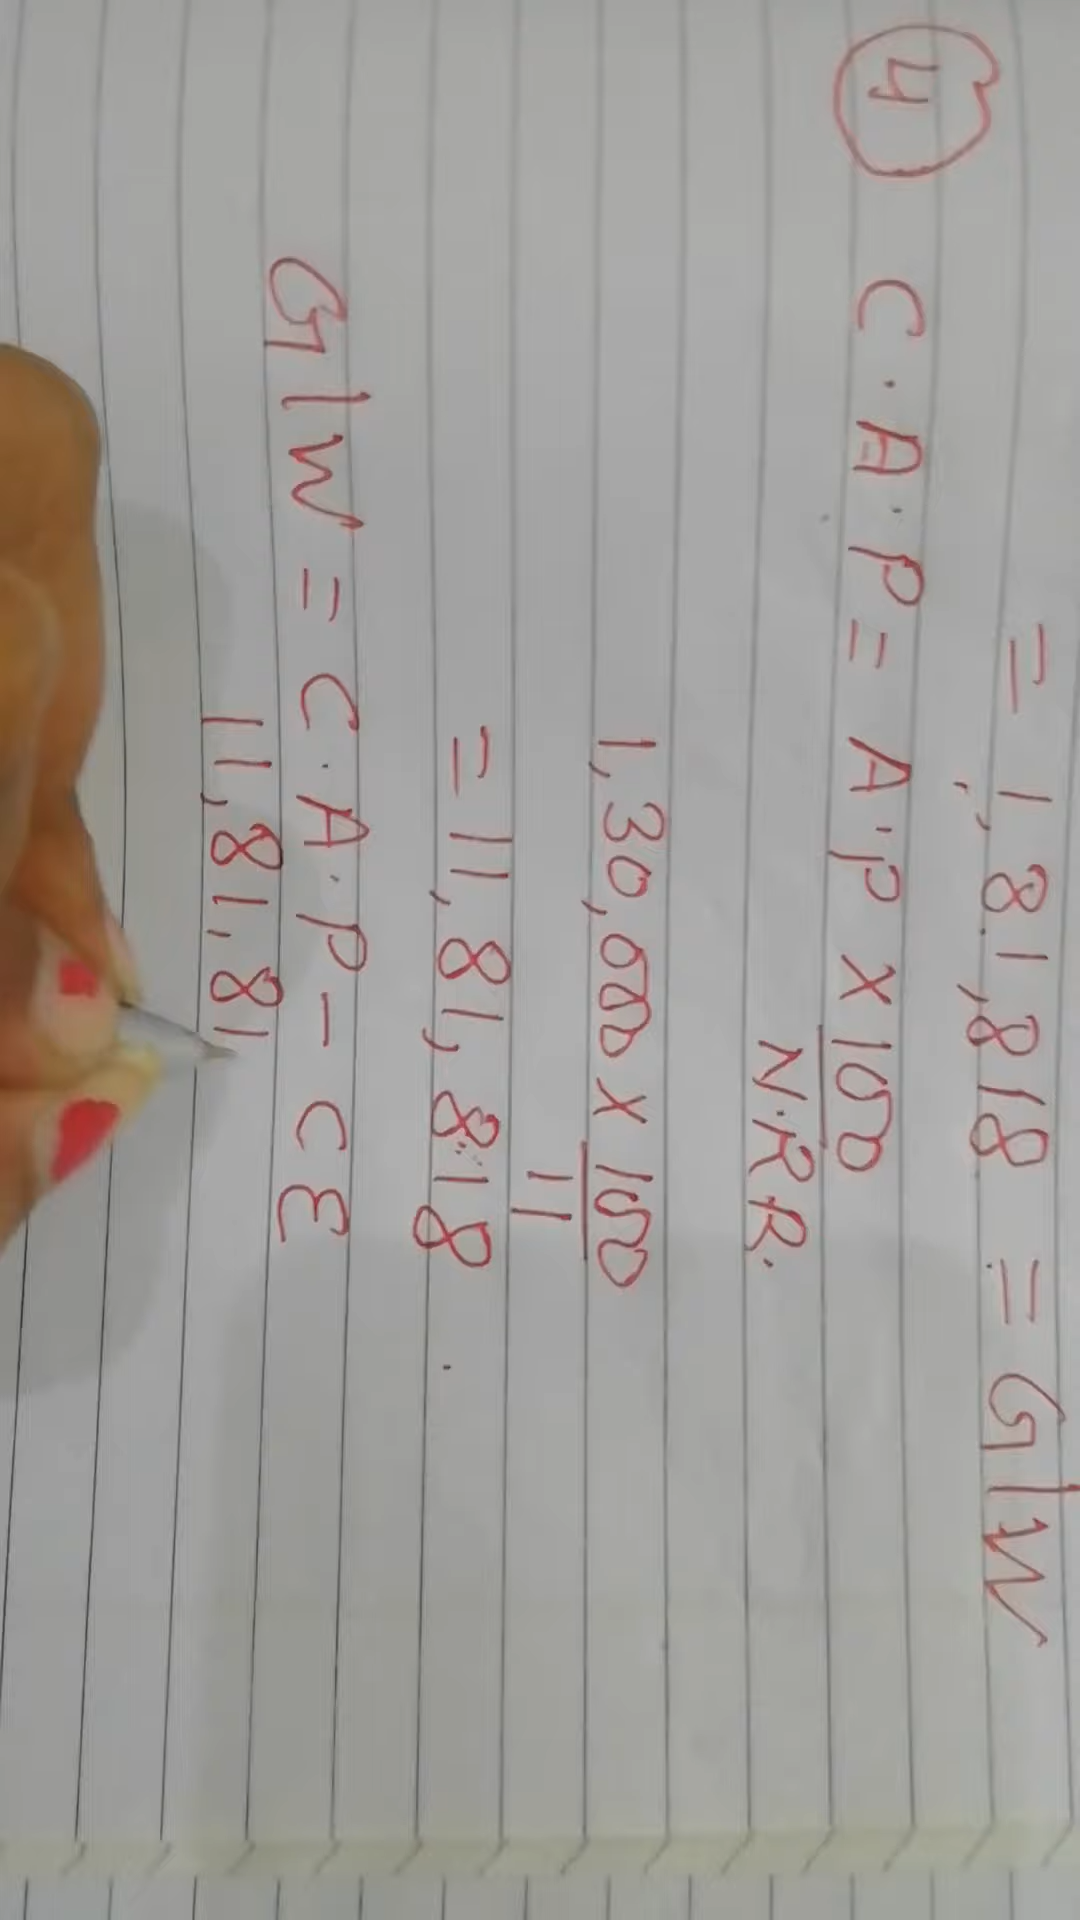 = 1,81,818 = G/W
4 C.A.P = A.P X 100
N.R.R.
1,30,000 X 100
11
= 11,81,818
G/W = C.A.P - CE
11,81,81